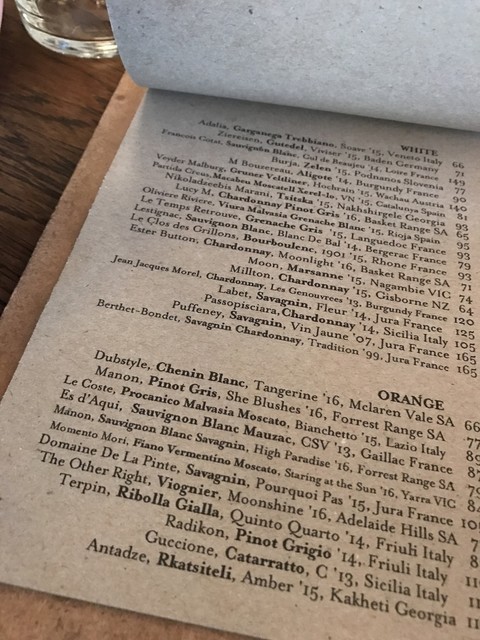 WHITE
Adalia, Garganega Trebbiano, Soave '15, Veneto Italy 66
Ziereisen, Gutedel, Viviser '15, Baden Germany 71
Francois Cotat, Sauvignon Blanc, Cul de Beaujeu '14, Loire France 149
Burja, Zelen '15, Podnanos Slovenia 77
M Bouzereau, Aligote '14, Burgundy France 90
Veyder Malburg, Gruner Veldliner, Hochrain '15, Wachau Austria 144
Partida Creus, Macabou Moscatell Xerel-lo, VN '15, Catalunya Spain 81
Nikoladzeebis Marani, Tsitska '15, Nakhshirgele Georgia 93
Lucy M, Chardonnay Pinot Gris '16, Basket Range SA 65
Olivier Riviere, Viura Malvasia Grenache Blanc '15, Rioja Spain 95
Le Temps Retrouve, Grenache Gris '15, Languedoc France 93
Lestignac, Sauvignon Blanc, Blanc De Bal '14, Bergerac France 93
Le Clos des Grillons, Bourboulenc, 1901 '15, Rhone France 79
Ester Button, Chardonnay, Moonlight '16, Basket Range SA 71
Moon, Marsanne '15, Nagambie VIC 74
Millton, Chardonnay '15, Gisborne NZ 64
Jean Jacques Morel, Chardonnay, Les Genouvrees '13, Burgundy France 120
Labet, Savagnin, Fleur '14, Jura France 125
Passopisciara, Chardonnay '14, Sicilia Italy 105
Puffeney, Savagnin, Vin Jaune '07, Jura France 165
Berthet-Bondet, Savagnin Chardonnay, Tradition '99, Jura France 165
ORANGE
Dubstyle, Chenin Blanc, Tangerine '16, Mclaren Vale SA 66
Manon, Pinot Gris, She Blushes '16, Forrest Range SA 77
Le Coste, Procanico Malvasia Moscato, Bianchetto '15, Lazio Italy
Es d'Aqui, Sauvignon Blanc Mauzac, CSV '13, Gaillac France
Manon, Sauvignon Blanc Savagnin, High Paradise '16, Forrest Range SA
Momento Mori, Fiano Vermentino Moscato, Staring at the Sun '16, Yarra VIC
Domaine De La Pinte, Savagnin, Pourquoi Pas '15, Jura France
The Other Right, Viognier, Moonshine '16, Adelaide Hills SA
Terpin, Ribolla Gialla, Quinto Quarto '14, Friuli Italy
Radikon, Pinot Grigio '14, Friuli Italy
Guccione, Catarratto, C '13, Sicilia Italy
Antadze, Rkatsiteli, Amber '15, Kakheti Georgia